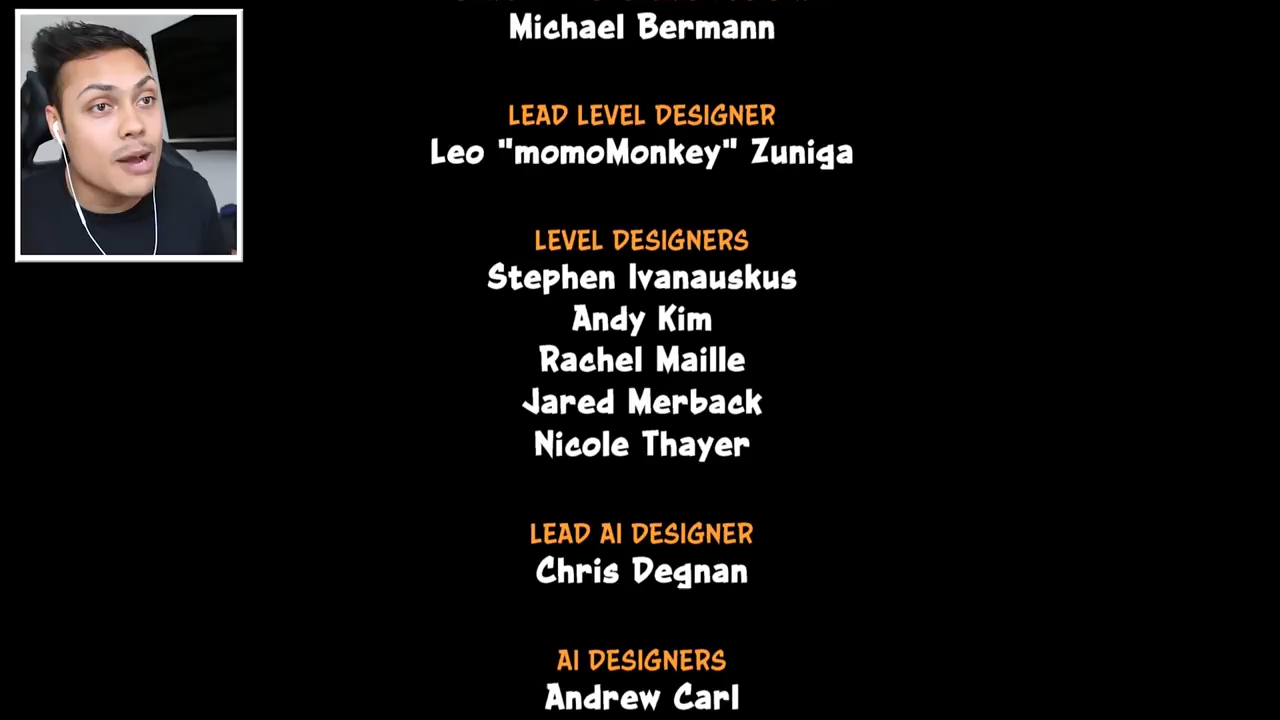 Michael Bermann
LEAD LEVEL DESIGNER
Leo "momoMonkey" Zuniga
LEVEL DESIGNERS
Stephen Ivanauskus
Andy Kim
Rachel Maille
Jared Merback
Nicole Thayer
LEAD AI DESIGNER
Chris Degnan
AI DESIGNERS
Andrew Carl